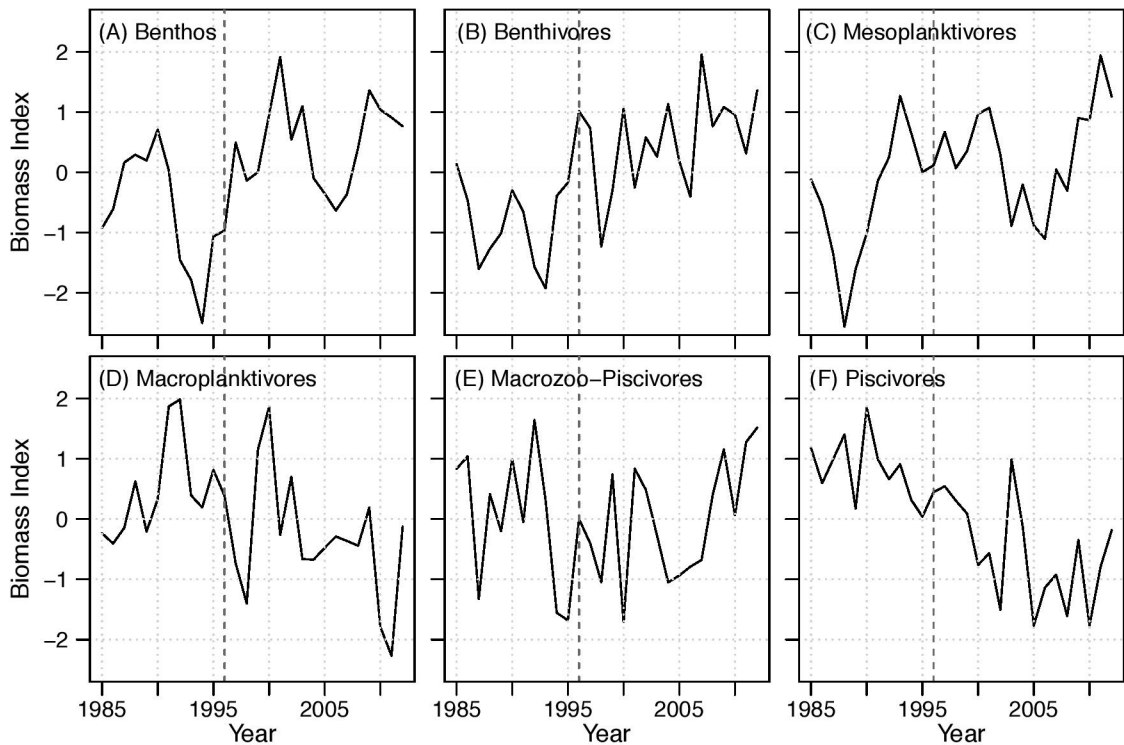 (A) Benthos
(B) Benthivores
(C) Mesoplanktivores
Biomass Index
2
1
0
−1
−2
(D) Macroplanktivores
(E) Macrozoo−Piscivores
(F) Piscivores
Biomass Index
2
1
0
−1
−2
1985 1995 2005
1985 1995 2005
1985 1995 2005
Year
Year
Year